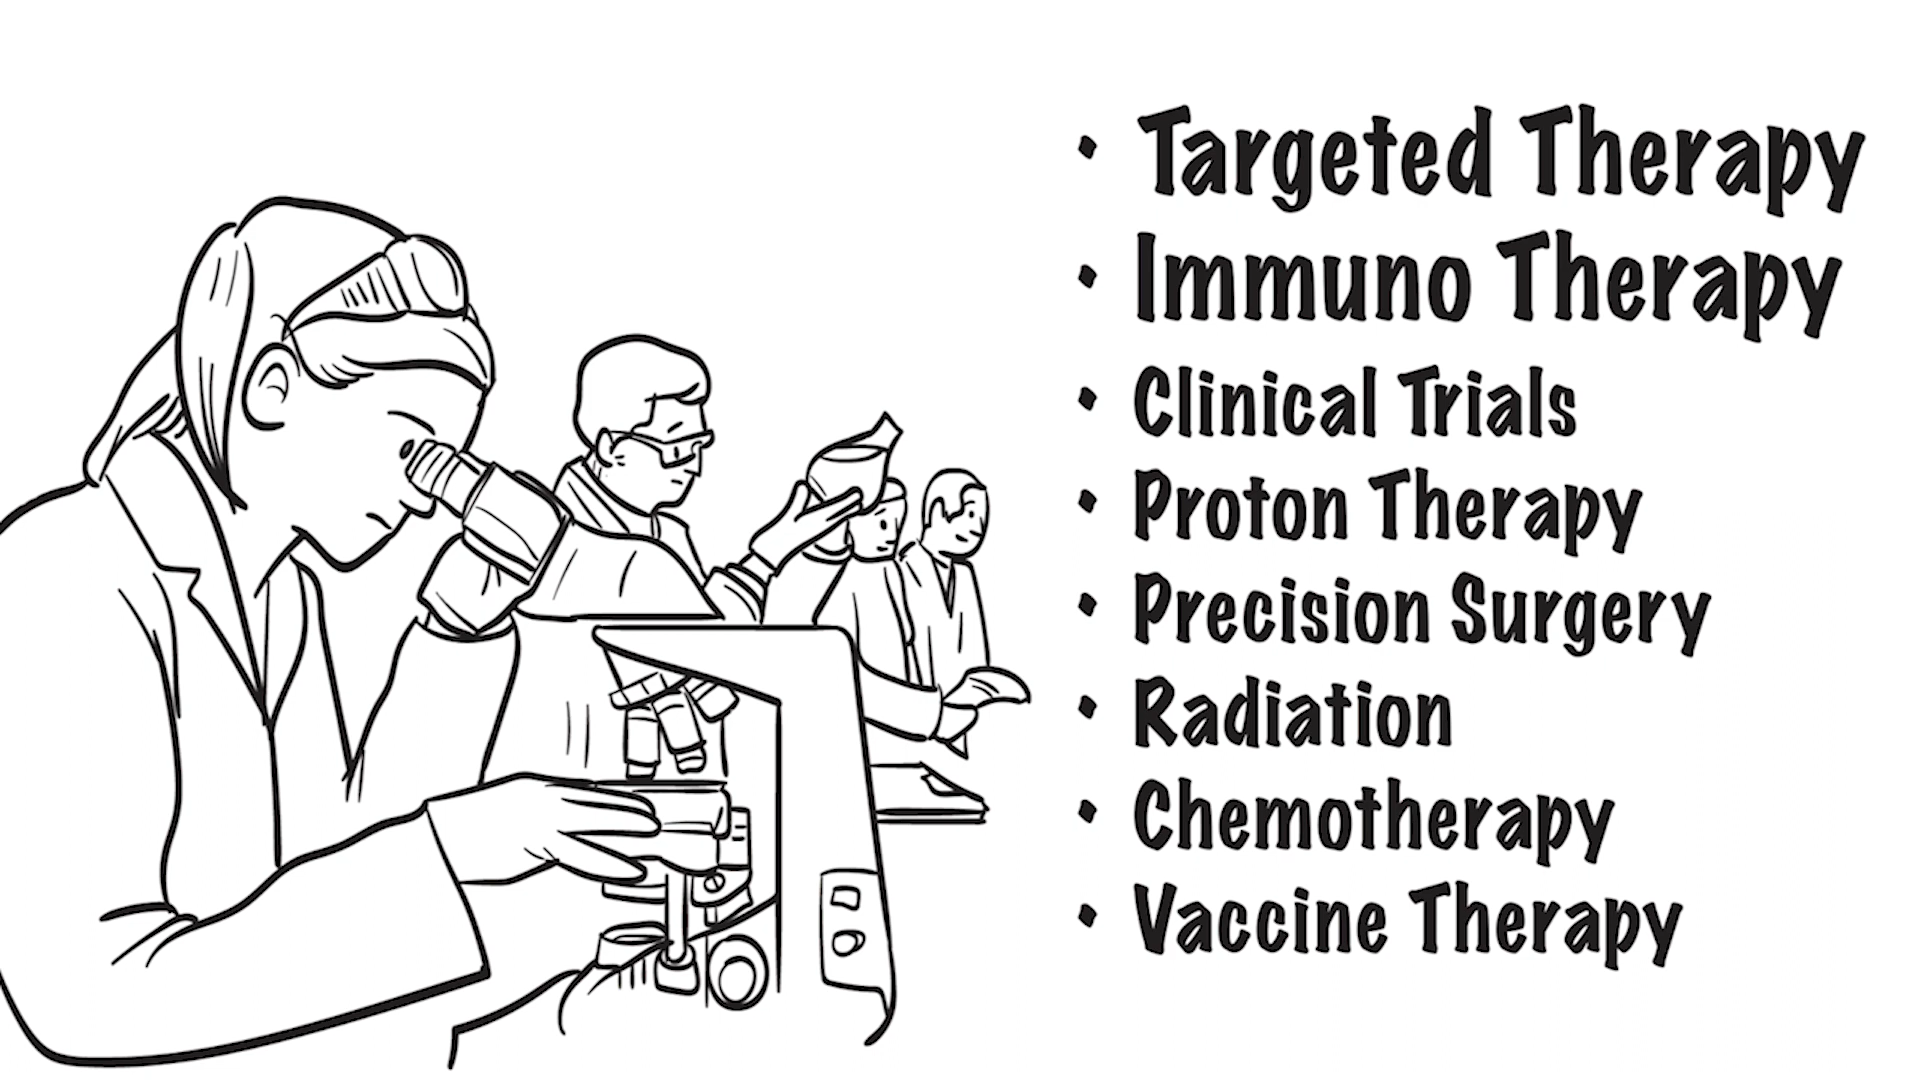 • Targeted Therapy
• Immuno Therapy
• Clinical Trials
• Proton Therapy
• Precision Surgery
• Radiation
• Chemotherapy
• Vaccine Therapy